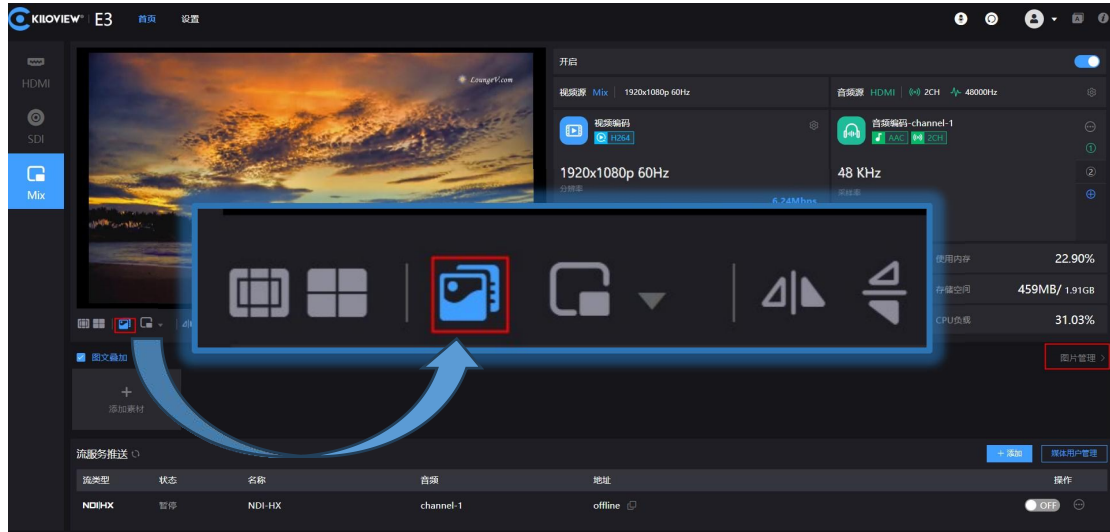 KILOVIEW® E3 首页 设置
HDMI
SDI
Mix
LoungeV.com
开启
视频源 Mix 1920x1080p 60Hz
音频源 HDMI 2CH 48000Hz
视频编码
H264
音频编码-channel-1
AAC 2CH
1
2
1920x1080p 60Hz
分辨率
6.24Mbps
48 KHz
采样率
使用内存 22.90%
存储空间 459MB/ 1.91GB
CPU负载 31.03%
图文叠加
图片管理 >
+
添加素材
流服务推送
+ 添加 媒体用户管理
流类型 状态 名称 音频 地址 操作
NDI|HX 暂停 NDI-HX channel-1 offline OFF